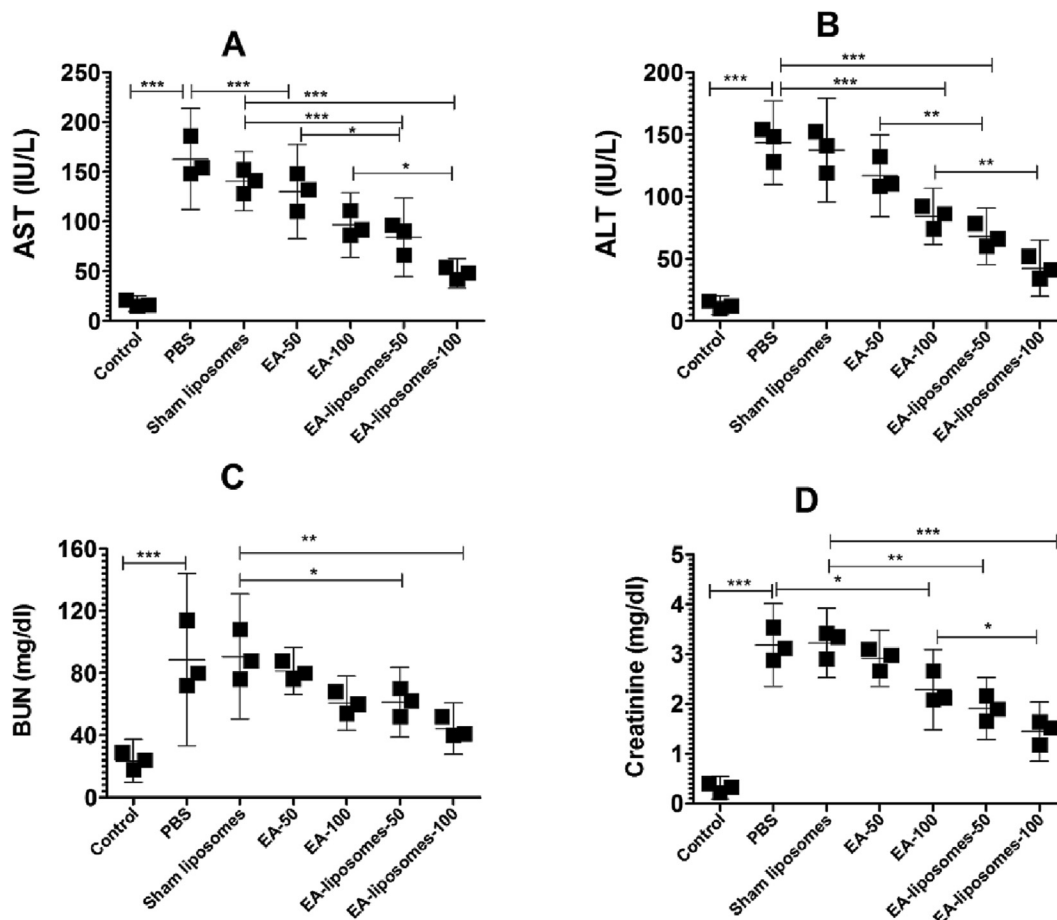 A
AST (IU/L)
250
200
150
100
50
0
***
***
***
***
*
*
Control
PBS
Sham liposomes
EA-50
EA-100
EA-liposomes-50
EA-liposomes-100
B
ALT (IU/L)
200
150
100
50
0
***
***
***
**
**
Control
PBS
Sham liposomes
EA-50
EA-100
EA-liposomes-50
EA-liposomes-100
C
BUN (mg/dl)
160
120
80
40
0
***
**
*
Control
PBS
Sham liposomes
EA-50
EA-100
EA-liposomes-50
EA-liposomes-100
D
Creatinine (mg/dl)
5
4
3
2
1
0
***
**
***
*
*
Control
PBS
Sham liposomes
EA-50
EA-100
EA-liposomes-50
EA-liposomes-100